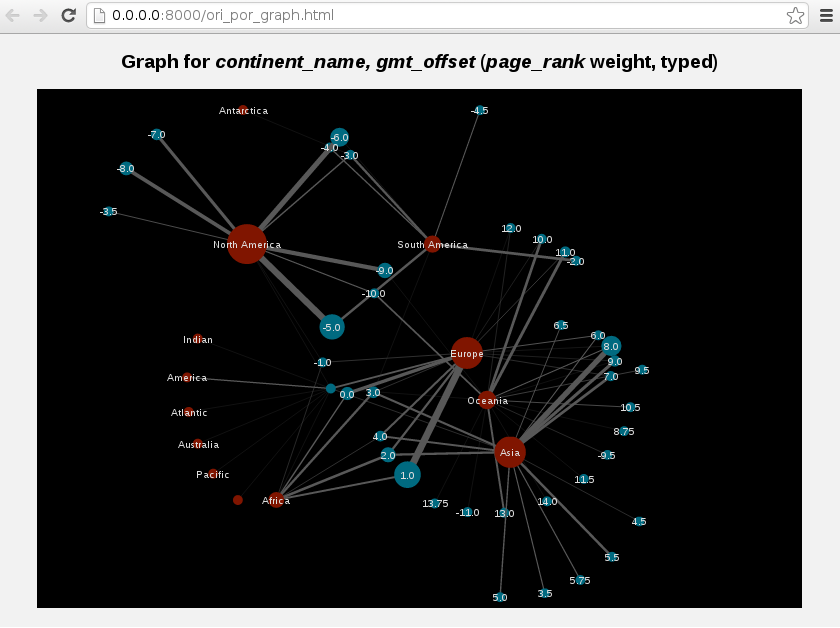 0.0.0.0:8000/ori_por_graph.html
Graph for continent_name, gmt_offset (page_rank weight, typed)
Antarctica
-4.5
-7.0
-6.0
-4.0
-3.0
-8.0
-3.5
12.0
10.0
North America
South America
11.0
-2.0
-9.0
-10.0
-5.0
6.5
6.0
Indian
8.0
Europe
-1.0
9.0
9.5
America
7.0
0.0
3.0
Oceania
10.5
Atlantic
8.75
4.0
Australia
2.0
Asia
-9.5
Pacific
1.0
11.5
Africa
13.75
14.0
-11.0
13.0
4.5
5.5
5.75
3.5
5.0